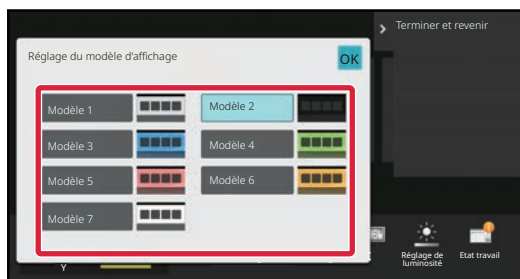 Terminer et revenir
Réglage du modèle d'affichage
OK
Modèle 1
Modèle 2
Modèle 3
Modèle 4
Modèle 5
Modèle 6
Modèle 7
Réglage de
luminosité
Etat travail
Y